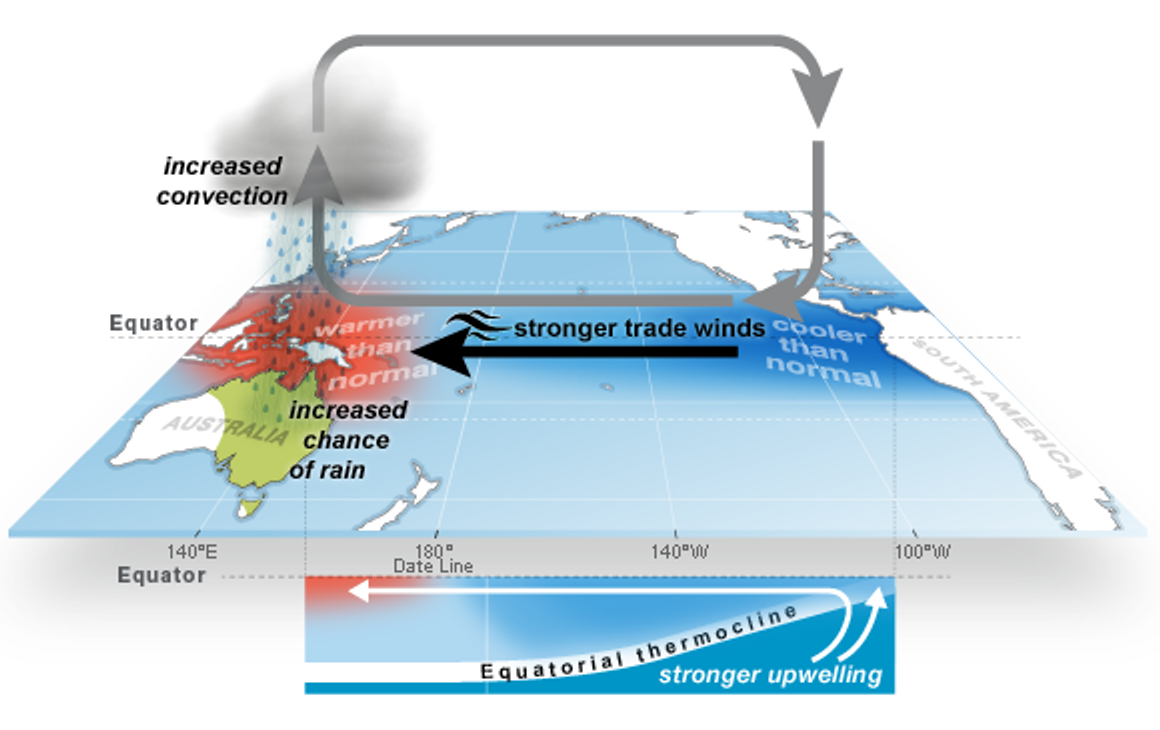 increased
convection
Equator
warmer
than
normal
stronger trade winds
cooler
than
normal
SOUTH AMERICA
AUSTRALIA
increased
chance
of rain
140°E
180°
140°W
100°W
Date Line
Equator
Equatorial thermocline
stronger upwelling